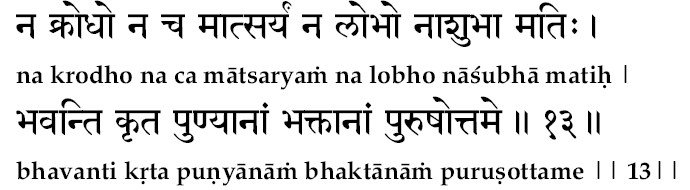 न क्रोधो न च मात्सर्यं न लोभो नाशुभा मतिः ।
na krodho na ca mātsaryaṁ na lobho nāśubhā matiḥ |
भवन्ति कृत पुण्यानां भक्तानां पुरुषोत्तमे ॥ १३ ॥
bhavanti kṛta puṇyānāṁ bhaktānāṁ puruṣottame || 13||